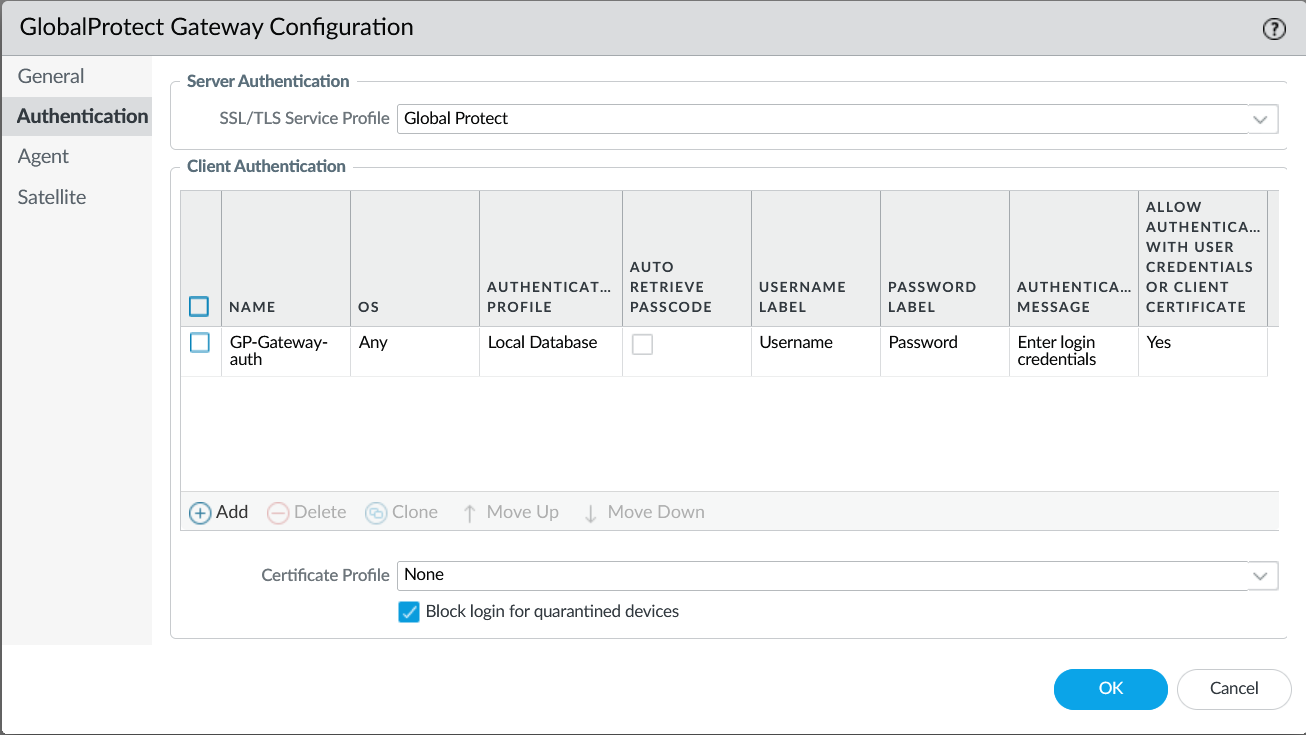 GlobalProtect Gateway Configuration
?
General
Authentication
Agent
Satellite
Server Authentication
SSL/TLS Service Profile Global Protect
Client Authentication
NAME
OS
AUTHENTICAT...
PROFILE
AUTO
RETRIEVE
PASSCODE
USERNAME
LABEL
PASSWORD
LABEL
AUTHENTICA...
MESSAGE
ALLOW
AUTHENTICA...
WITH USER
CREDENTIALS
OR CLIENT
CERTIFICATE
GP-Gateway-
auth
Any
Local Database
Username
Password
Enter login
credentials
Yes
Add Delete Clone Move Up Move Down
Certificate Profile None
Block login for quarantined devices
OK Cancel